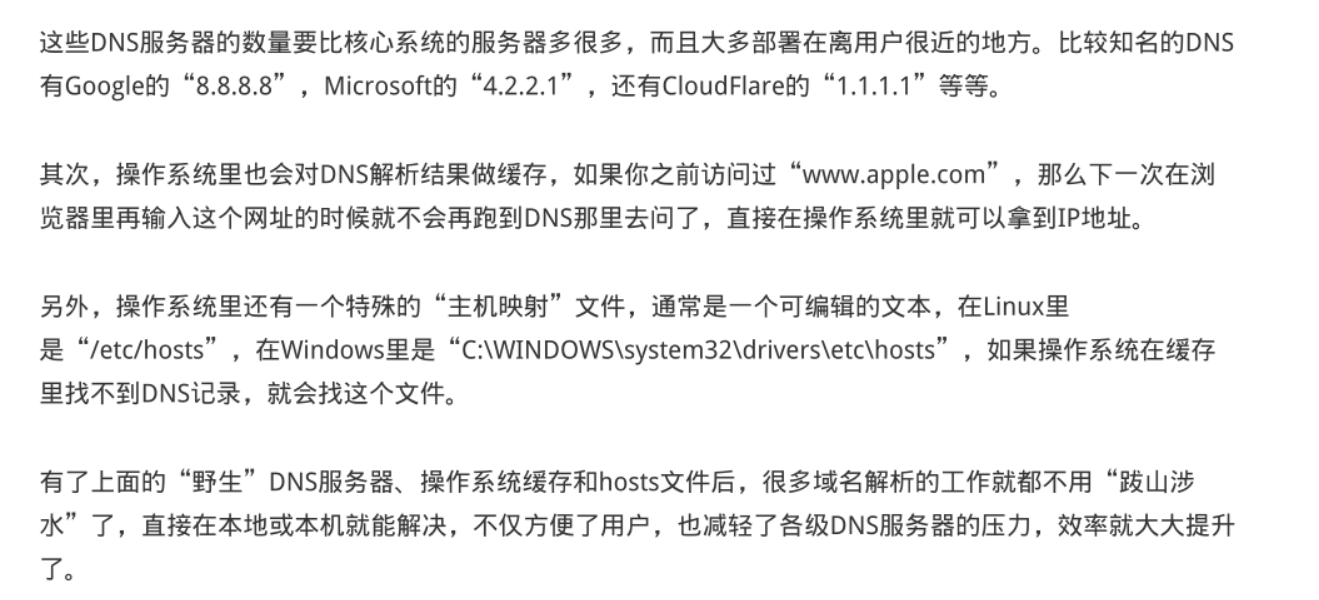 这些DNS服务器的数量要比核心系统的服务器多很多，而且大多部署在离用户很近的地方。比较知名的DNS
有Google的“8.8.8.8”，Microsoft的“4.2.2.1”，还有CloudFlare的“1.1.1.1”等等。
其次，操作系统里也会对DNS解析结果做缓存，如果你之前访问过“www.apple.com”，那么下一次在浏
览器里再输入这个网址的时候就不会再跑到DNS那里去问了，直接在操作系统里就可以拿到IP地址。
另外，操作系统里还有一个特殊的“主机映射”文件，通常是一个可编辑的文本，在Linux里
是“/etc/hosts”，在Windows里是“C:\WINDOWS\system32\drivers\etc\hosts”，如果操作系统在缓存
里找不到DNS记录，就会找这个文件。
有了上面的“野生”DNS服务器、操作系统缓存和hosts文件后，很多域名解析的工作就都不用“跋山涉
水”了，直接在本地或本机就能解决，不仅方便了用户，也减轻了各级DNS服务器的压力，效率就大大提升
了。